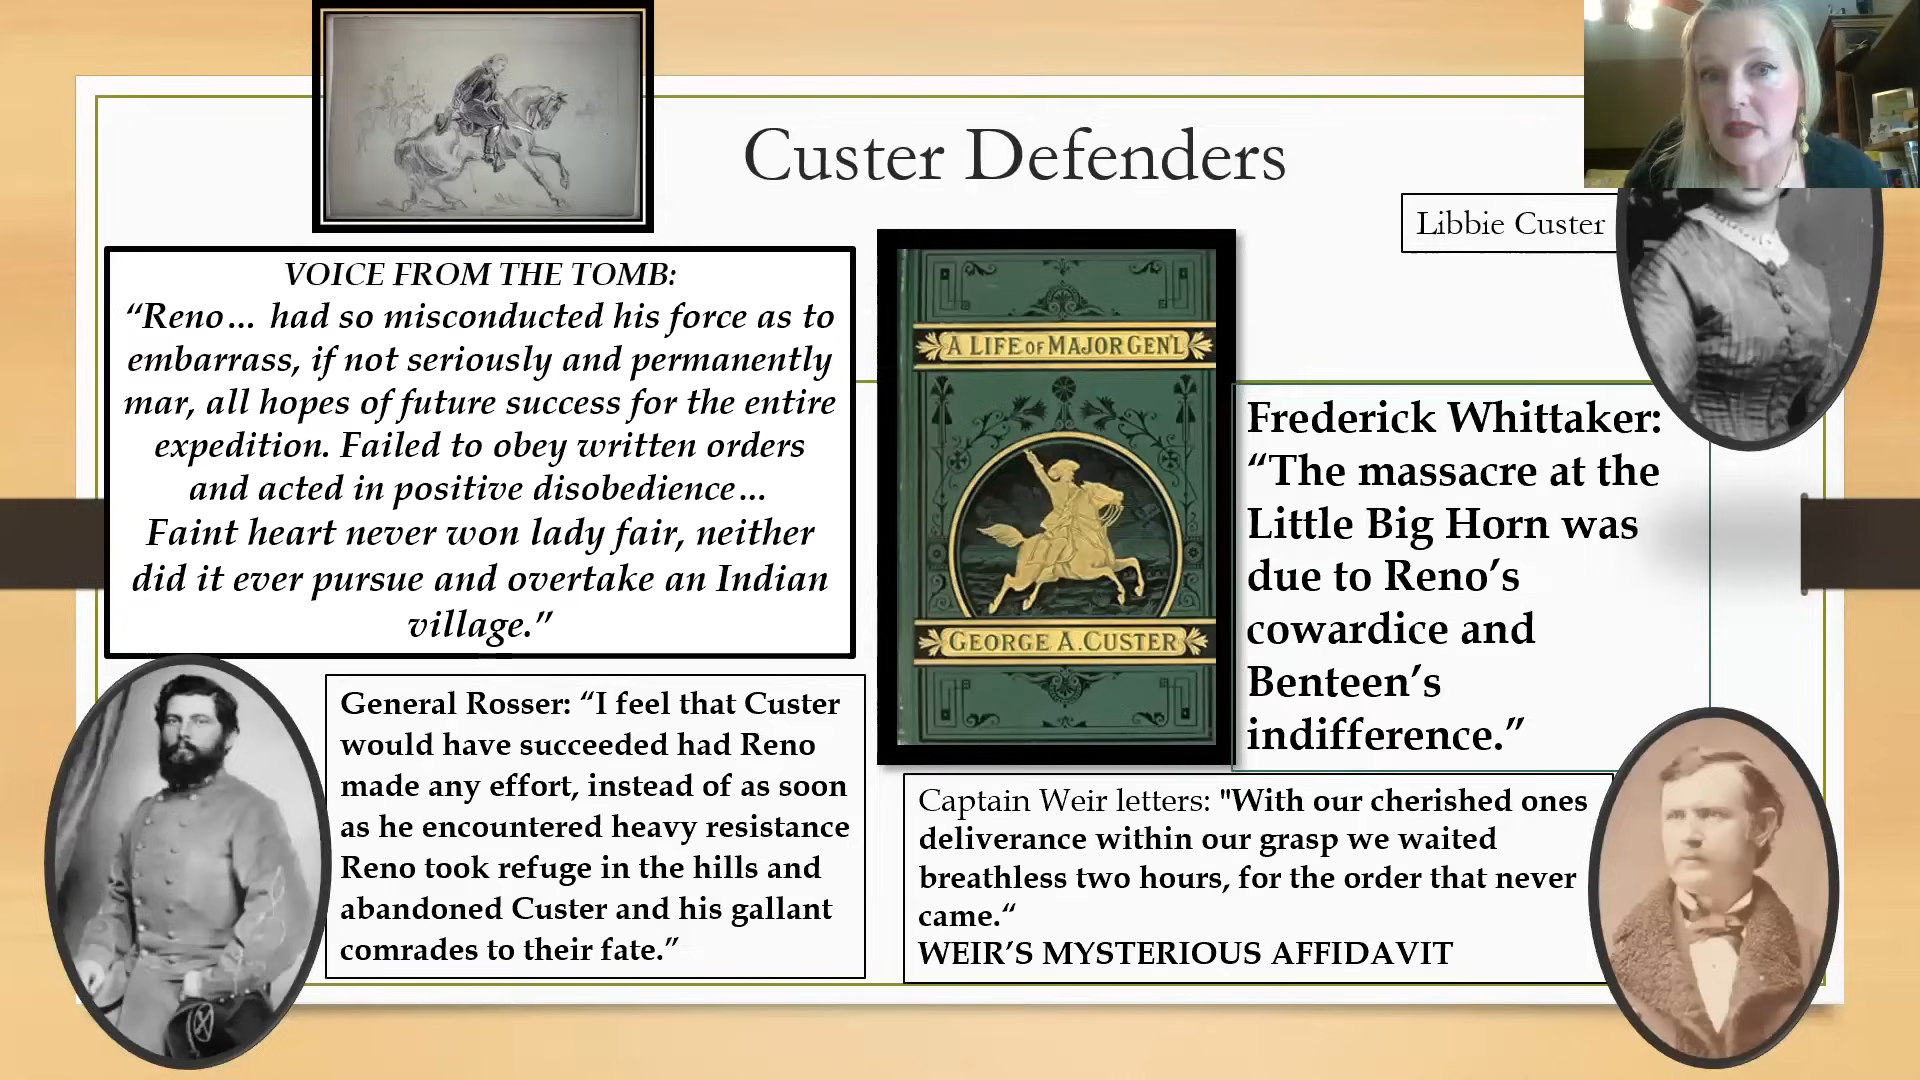 Custer Defenders
Libbie Custer
VOICE FROM THE TOMB:
“Reno… had so misconducted his force as to
embarrass, if not seriously and permanently
mar, all hopes of future success for the entire
expedition. Failed to obey written orders
and acted in positive disobedience…
Faint heart never won lady fair, neither
did it ever pursue and overtake an Indian
village.”
A LIFE OF MAJOR GEN'L
GEORGE A. CUSTER
Frederick Whittaker:
“The massacre at the
Little Big Horn was
due to Reno’s
cowardice and
Benteen’s
indifference.”
General Rosser: “I feel that Custer
would have succeeded had Reno
made any effort, instead of as soon
as he encountered heavy resistance
Reno took refuge in the hills and
abandoned Custer and his gallant
comrades to their fate.”
Captain Weir letters: "With our cherished ones
deliverance within our grasp we waited
breathless two hours, for the order that never
came.“
WEIR’S MYSTERIOUS AFFIDAVIT